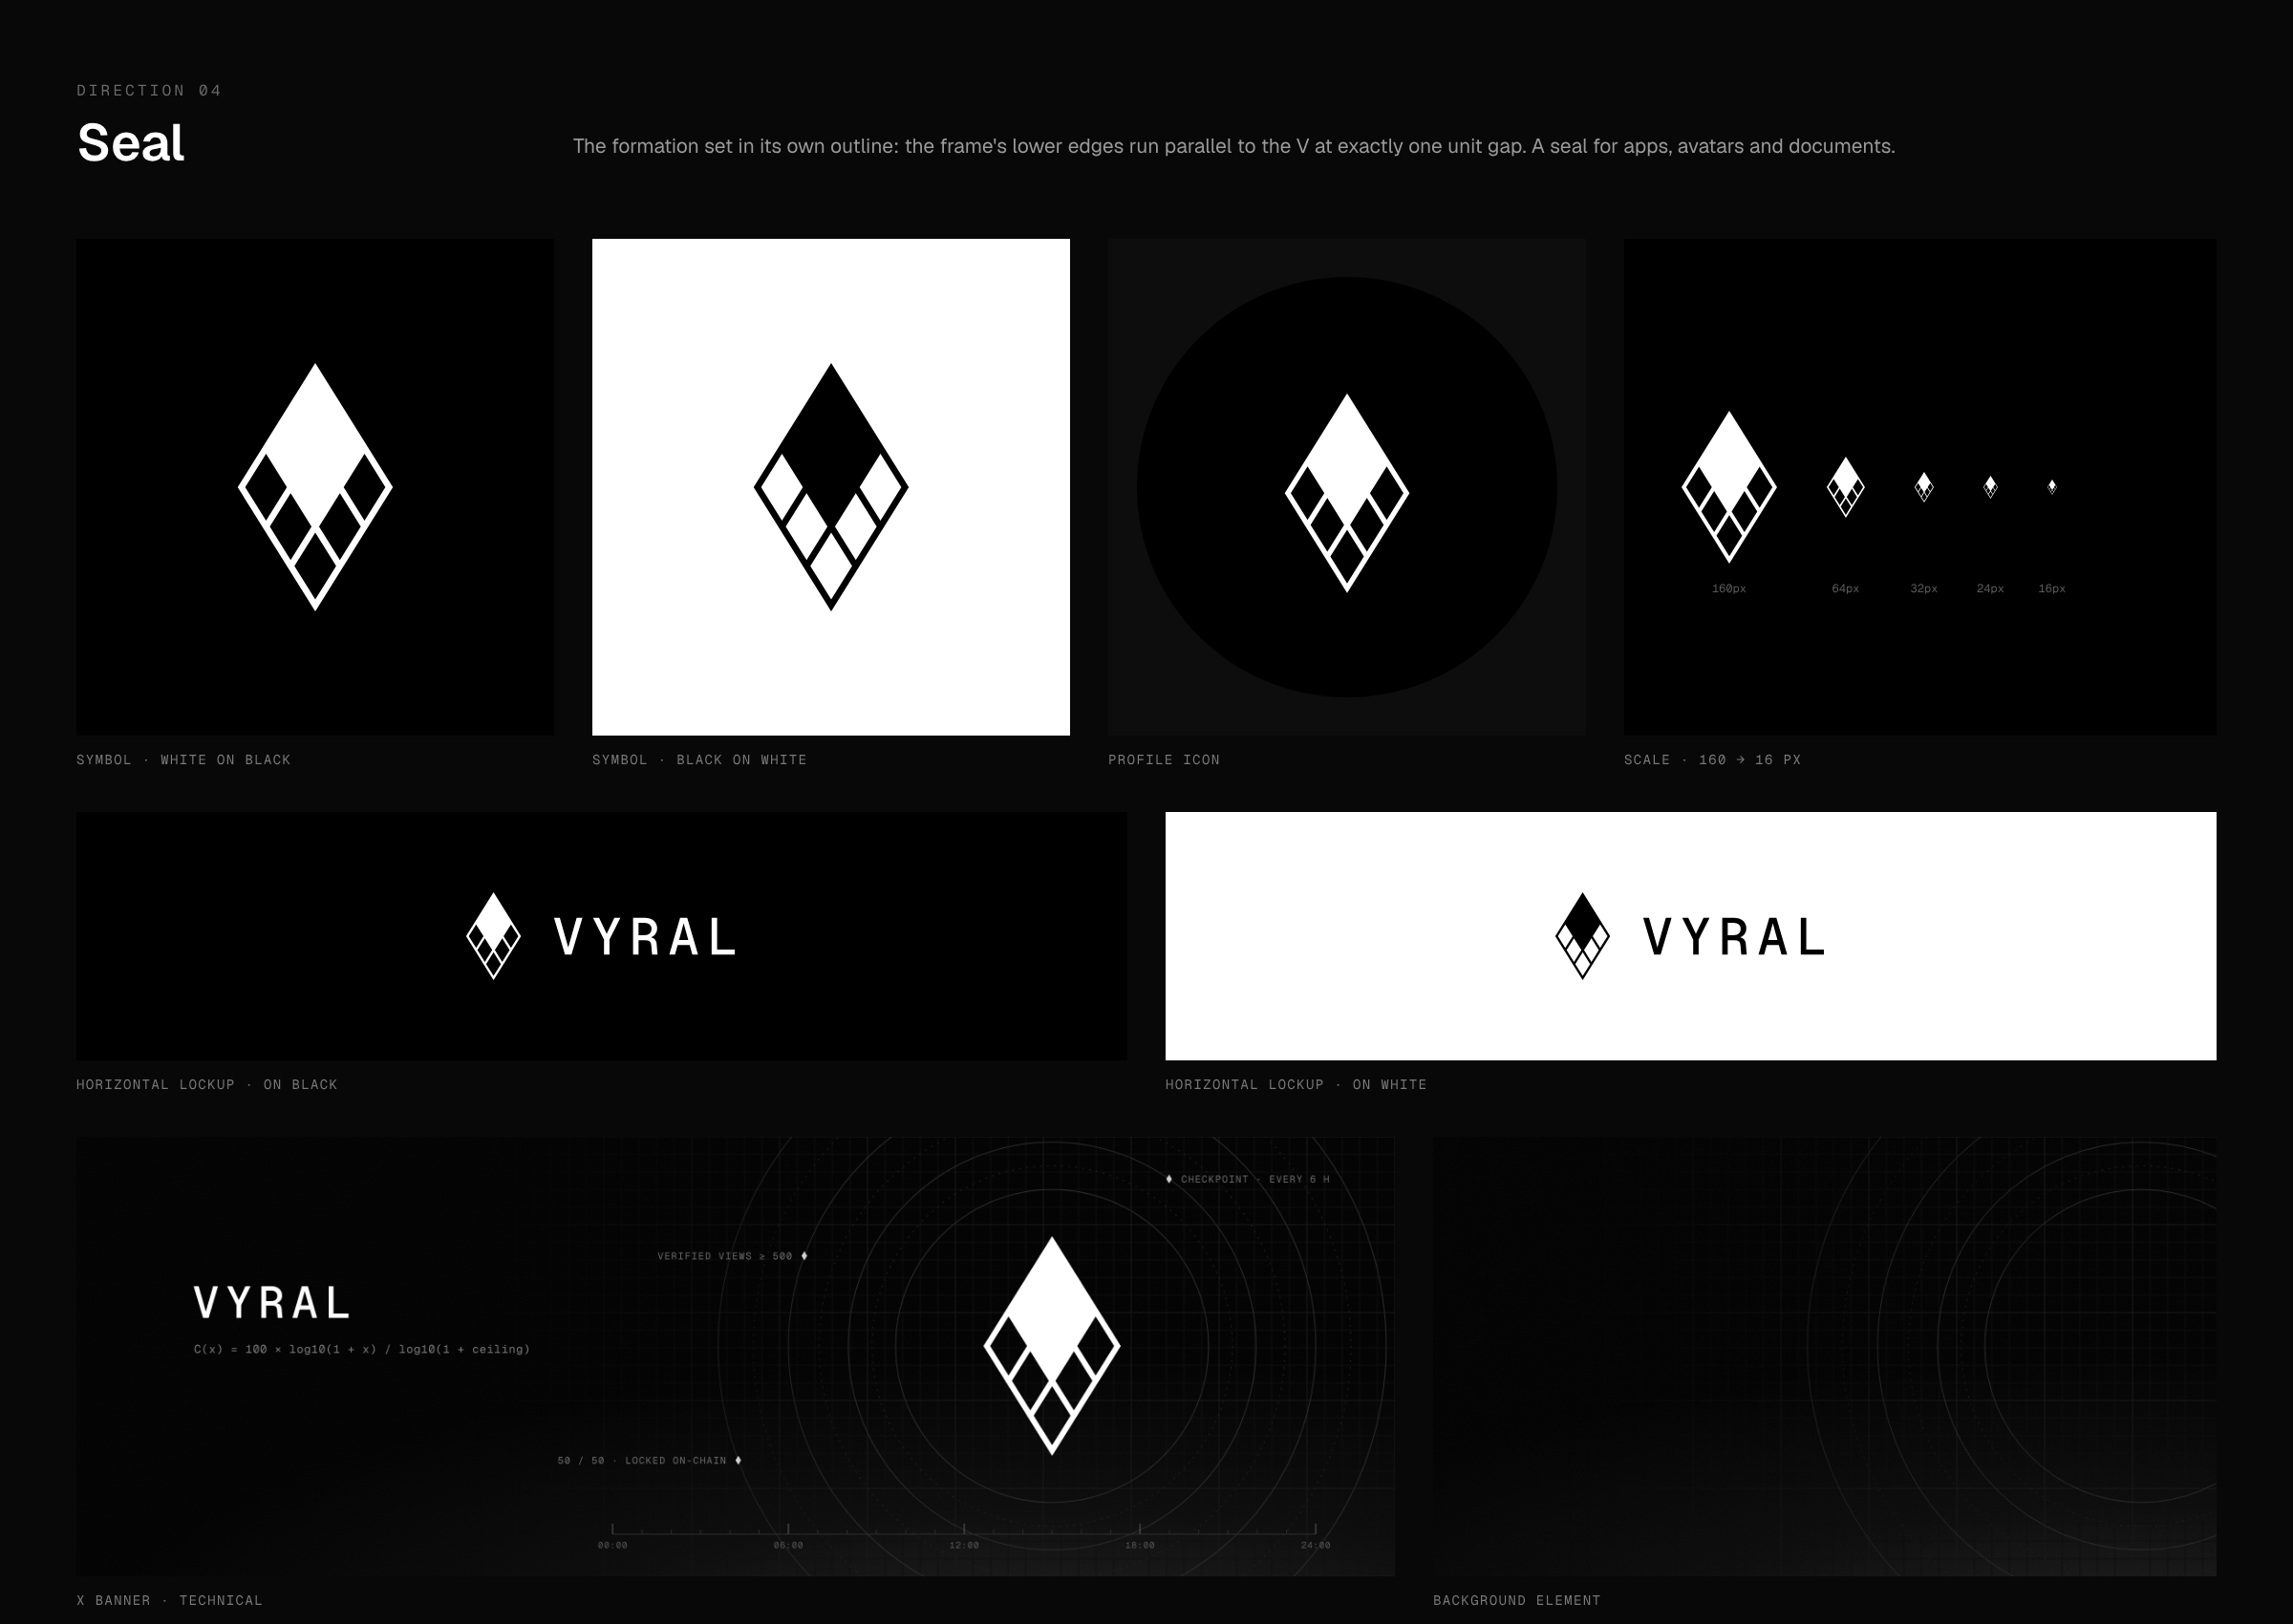 DIRECTION 04
Seal
The formation set in its own outline: the frame's lower edges run parallel to the V at exactly one unit gap. A seal for apps, avatars and documents.
160px
64px
32px
24px
16px
SYMBOL · WHITE ON BLACK
SYMBOL · BLACK ON WHITE
PROFILE ICON
SCALE · 160 → 16 PX
VYRAL
VYRAL
HORIZONTAL LOCKUP · ON BLACK
HORIZONTAL LOCKUP · ON WHITE
CHECKPOINT · EVERY 6 H
VERIFIED VIEWS ≥ 500
VYRAL
C(x) = 100 × log10(1 + x) / log10(1 + ceiling)
50 / 50 · LOCKED ON-CHAIN
00:00
06:00
12:00
18:00
24:00
X BANNER · TECHNICAL
BACKGROUND ELEMENT